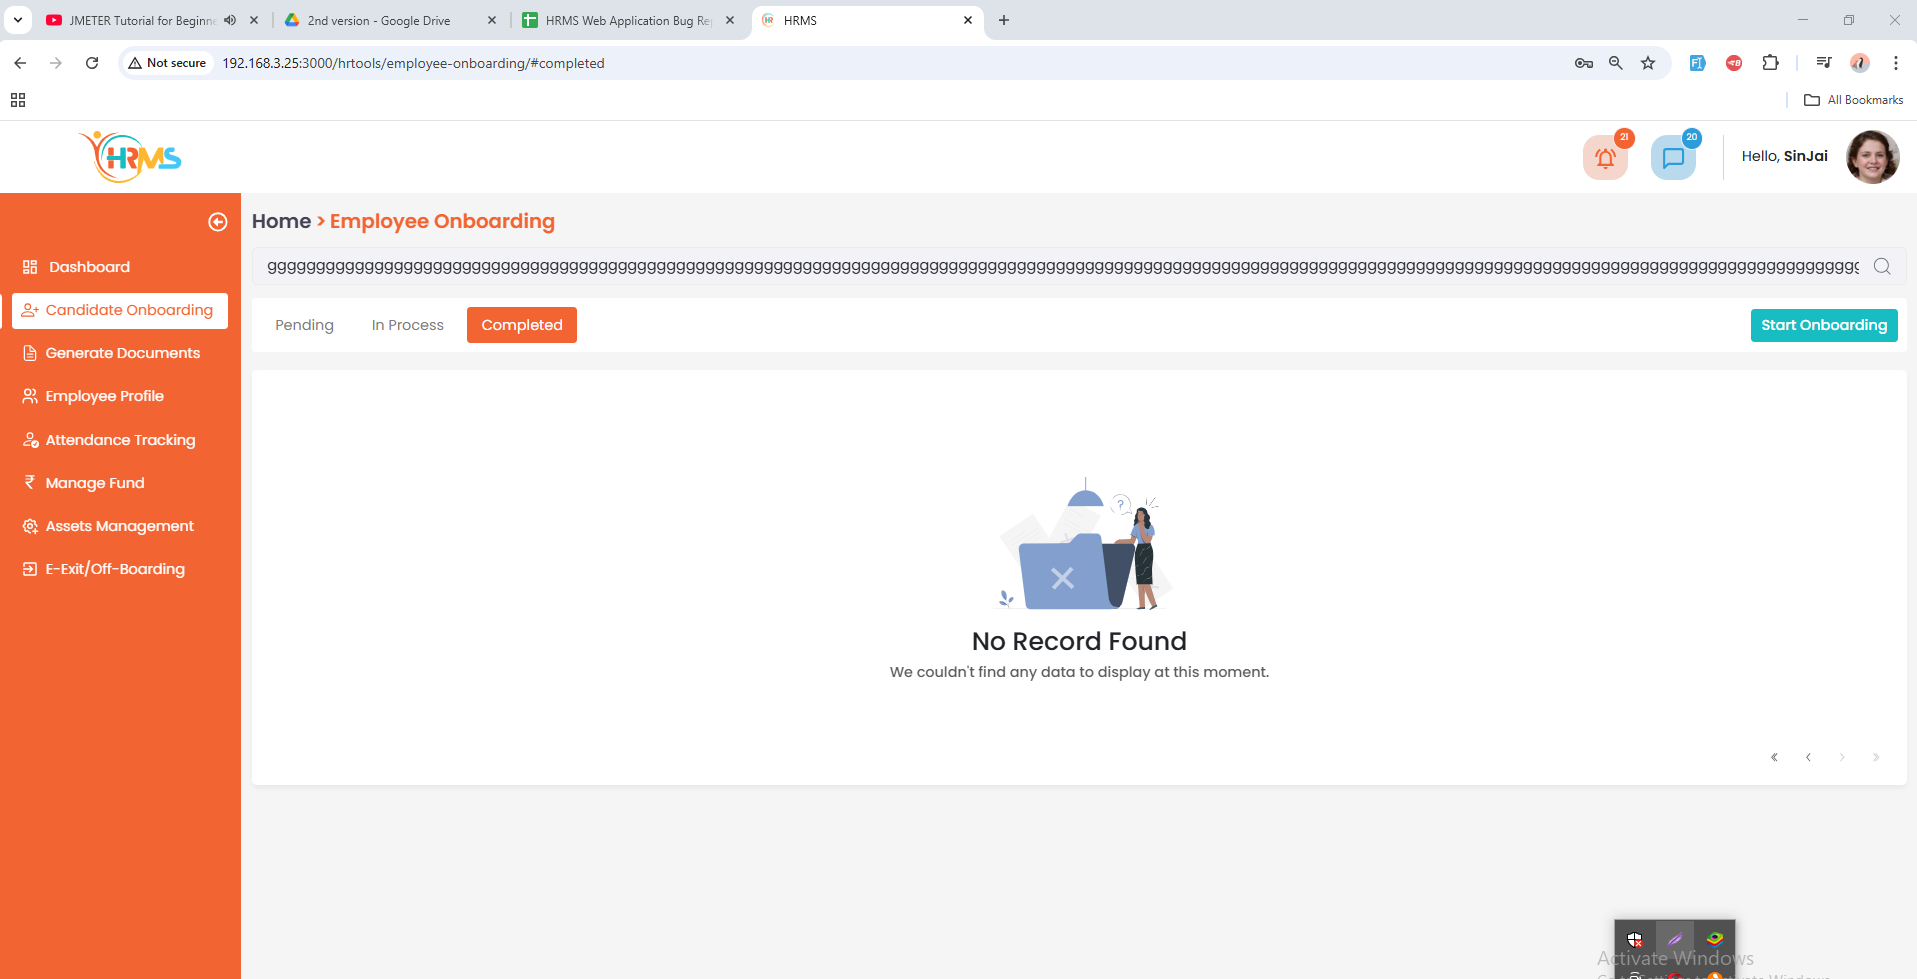 JMETER Tutorial for Beginne
2nd version - Google Drive
HRMS Web Application Bug Re
HRMS
Not secure
192.168.3.25:3000/hrtools/employee-onboarding/#completed
All Bookmarks
HRMS
21
20
Hello, SinJai
Home > Employee Onboarding
Dashboard
Candidate Onboarding
Generate Documents
Employee Profile
Attendance Tracking
Manage Fund
Assets Management
E-Exit/Off-Boarding
Pending
In Process
Completed
Start Onboarding
No Record Found
We couldn't find any data to display at this moment.
Activate Windows